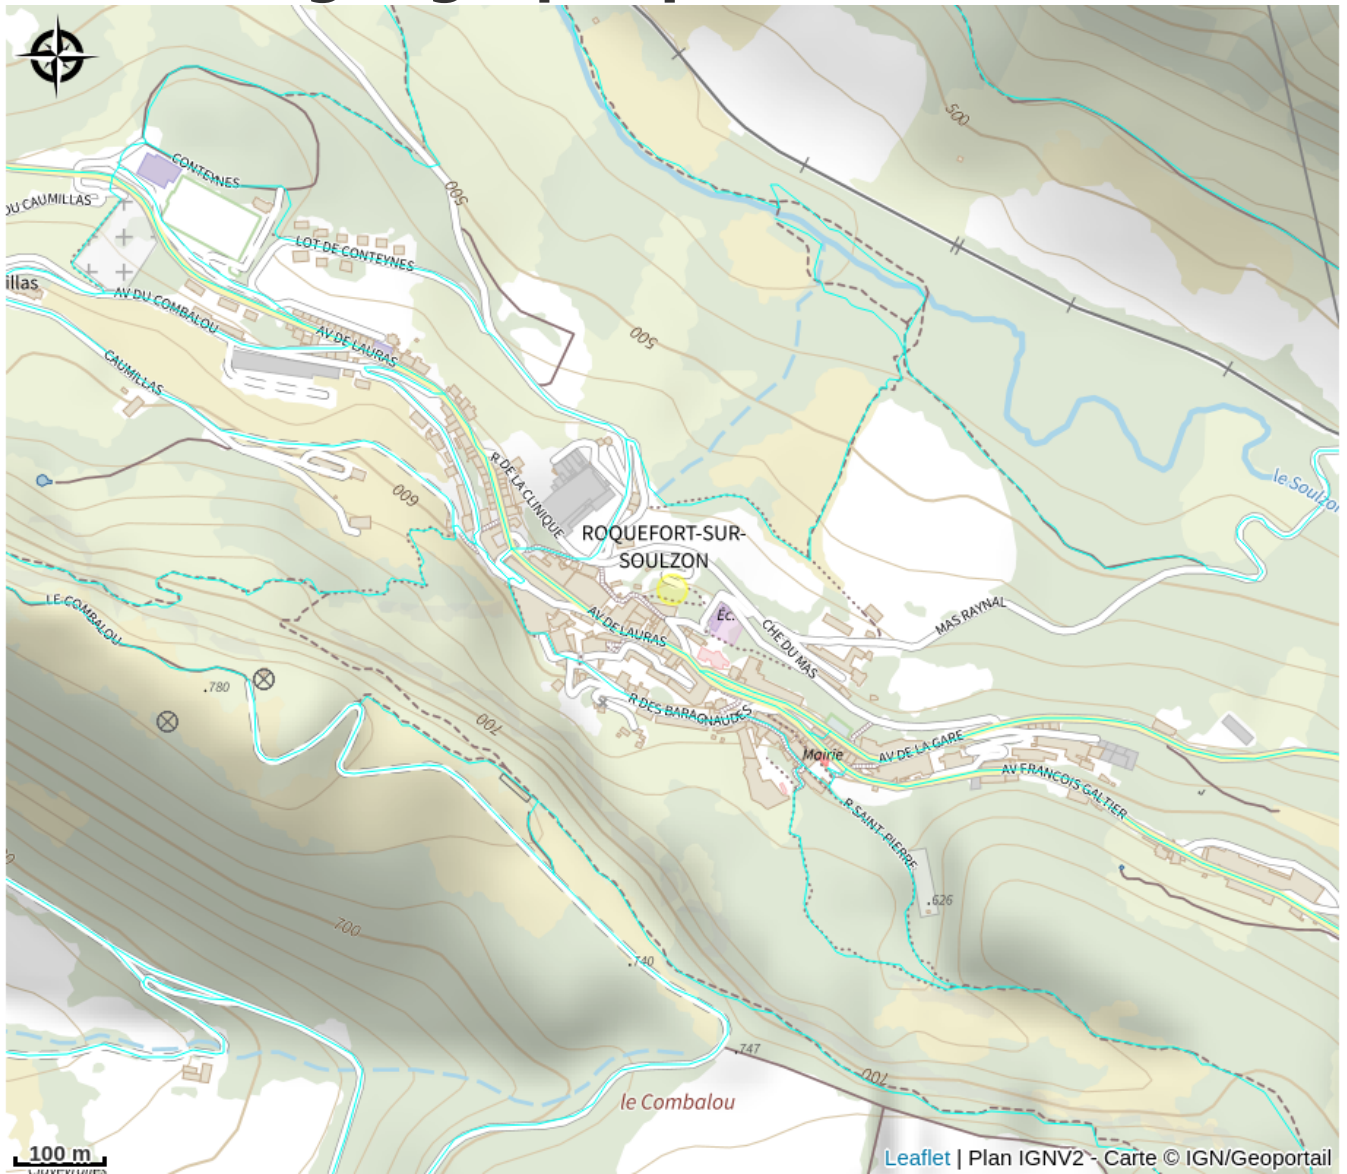 500
CONTEYNES
500
DU CAUMILLAS
LOT DE CONTEYNES
illas
AV DU COMBALOU
AV DE LAURAS
500
CAUMILLAS
R DE LA CLINIQUE
le Soulzon
600
ROQUEFORT-SUR-
SOULZON
LE COMBALOU
AV DE LAURAS
Éc.
MAS RAYNAL
CHE DU MAS
.780
R DES BARAGNAUDES
700
Mairie
AV DE LA GARE
AV FRANCOIS GALTIER
R SAINT-PIERRE
.626
700
.740
.747
700
le Combalou
100 m
Leaflet | Plan IGNV2 - Carte © IGN/Geoportail